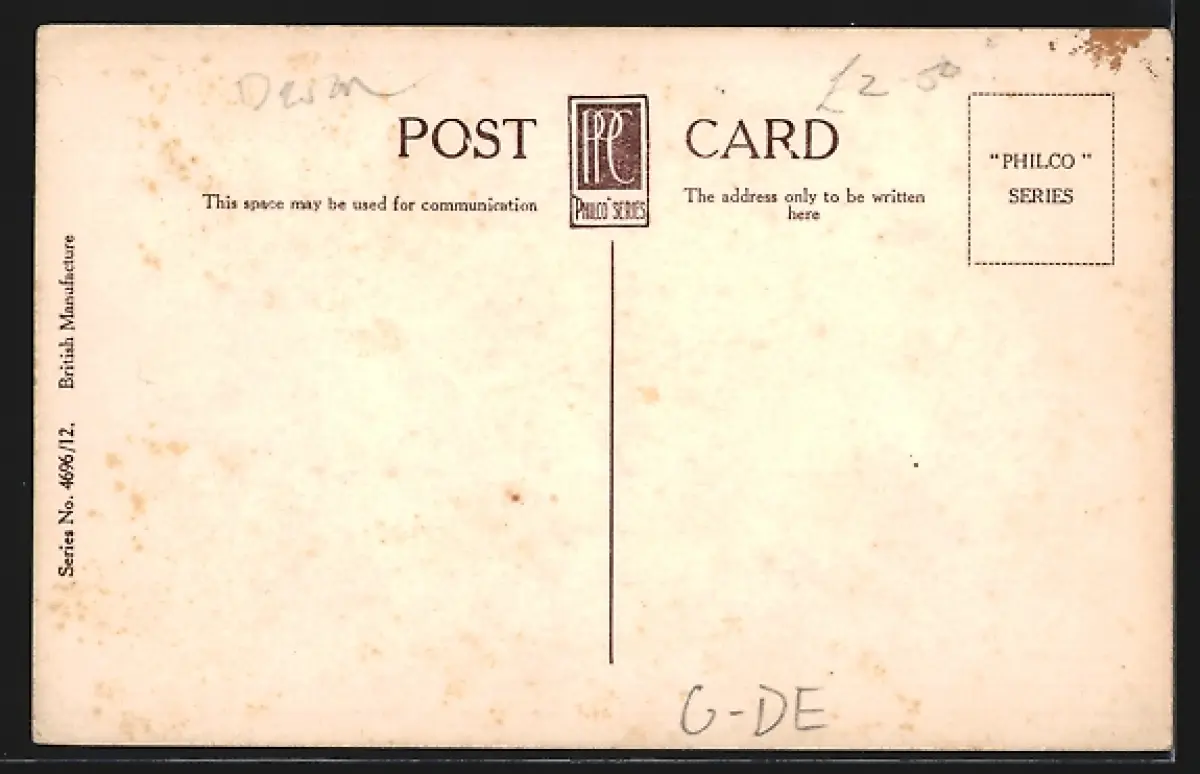 Devon
£2-50
POST
PPC
CARD
"PHILCO" SERIES
This space may be used for communication
The address only to be written
here
"PHILCO"
SERIES
Series No. 4696/12. British Manufacture
G-DE